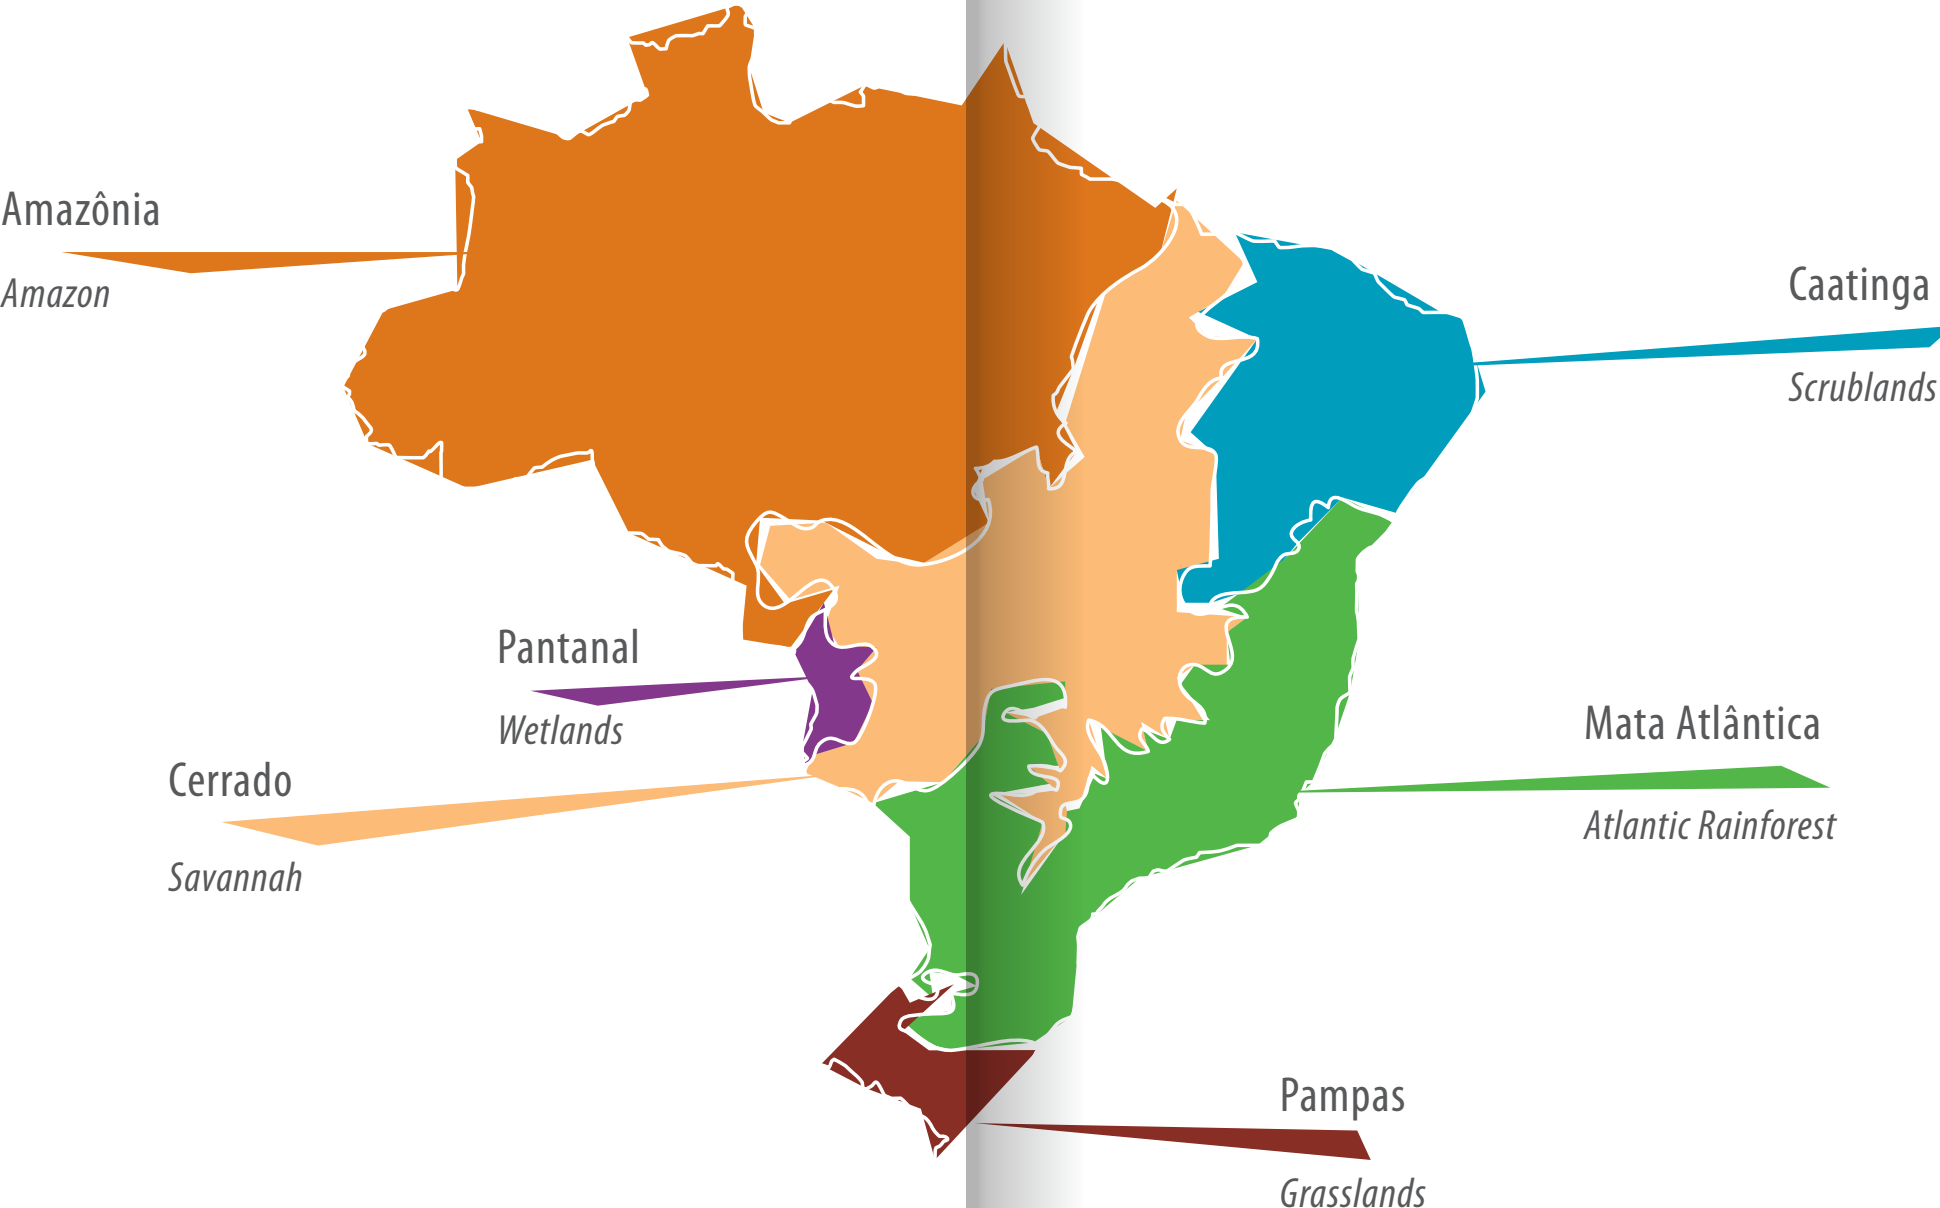 Amazônia
Amazon
Caatinga
Scrublands
Pantanal
Wetlands
Cerrado
Savannah
Mata Atlântica
Atlantic Rainforest
Pampas
Grasslands